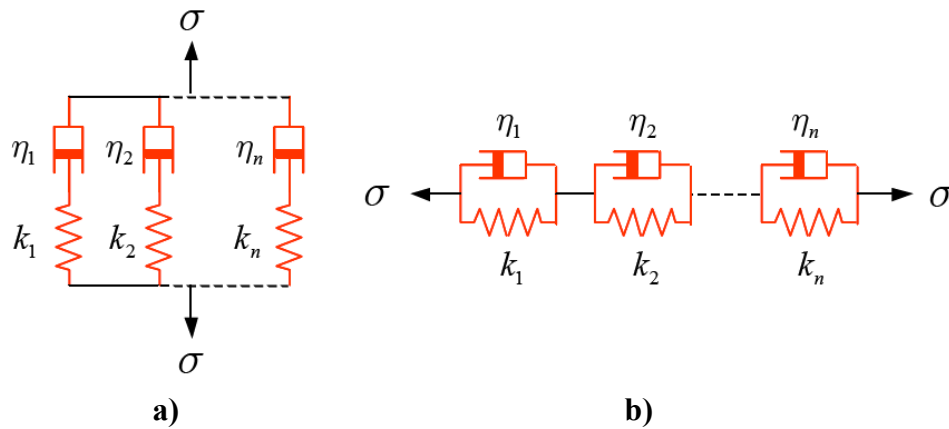 σ
η₁ η₂ ηₙ
k₁ k₂ kₙ
σ
a)
η₁ η₂ ηₙ
σ σ
k₁ k₂ kₙ
b)